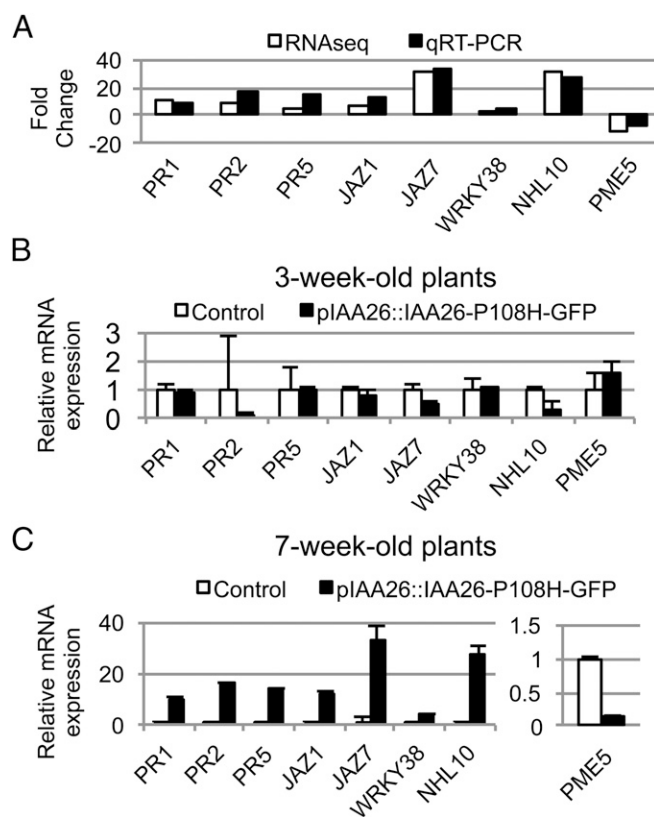 A
RNAseq qRT-PCR
Fold
Change
40
20
0
-20
PR1 PR2 PR5 JAZ1 JAZ7 WRKY38 NHL10 PME5
B
3-week-old plants
Control pIAA26::IAA26-P108H-GFP
Relative mRNA
expression
3
2
1
0
PR1 PR2 PR5 JAZ1 JAZ7 WRKY38 NHL10 PME5
C
7-week-old plants
Control pIAA26::IAA26-P108H-GFP
Relative mRNA
expression
40
20
0
PR1 PR2 PR5 JAZ1 JAZ7 WRKY38 NHL10
1.5
1
0.5
0
PME5